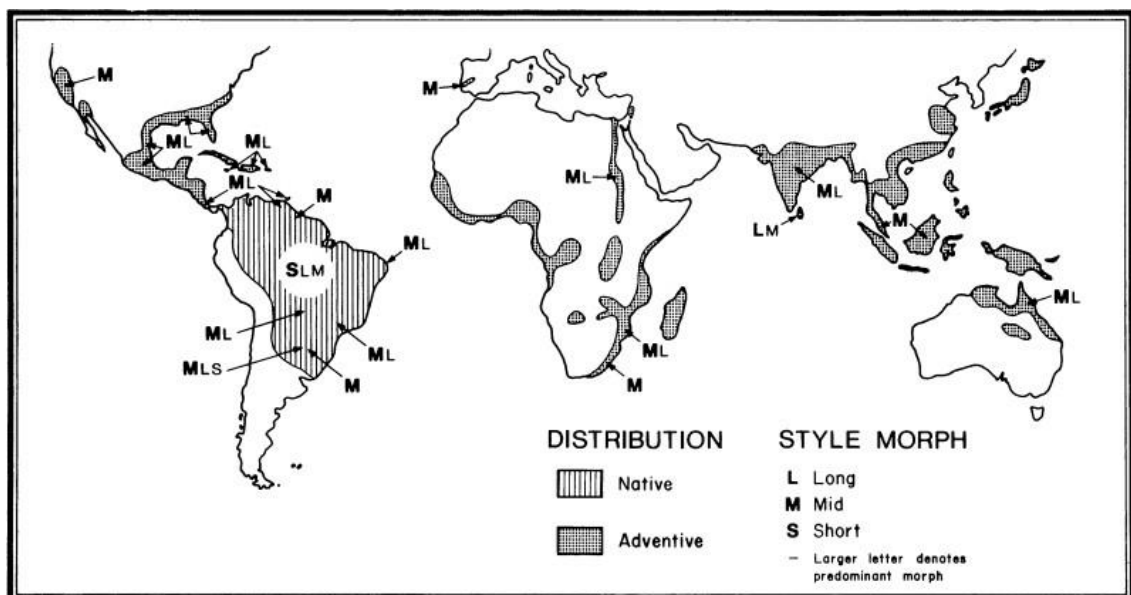 M
M
ML
ML
ML
M
ML
SLM
ML
MLS
ML
M
M
ML
ML
M
ML
LM
M
ML
DISTRIBUTION
Native
Adventive
STYLE MORPH
L Long
M Mid
S Short
– Larger letter denotes
predominant morph